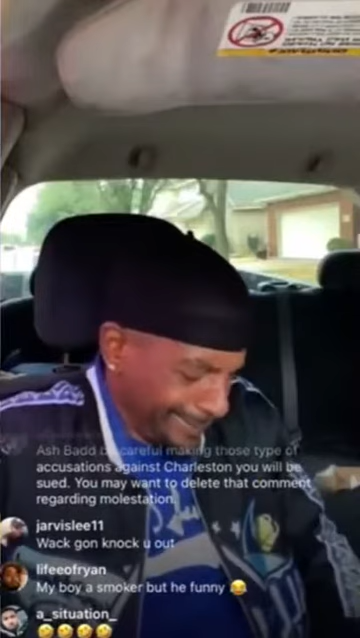 Ash Badd be careful making those type of
accusations against Charleston you will be
sued. You may want to delete that comment
regarding molestation.
jarvislee11
Wack gon knock u out
lifeeofryan
My boy a smoker but he funny 😂
a_situation_
🤣🤣🤣🤣